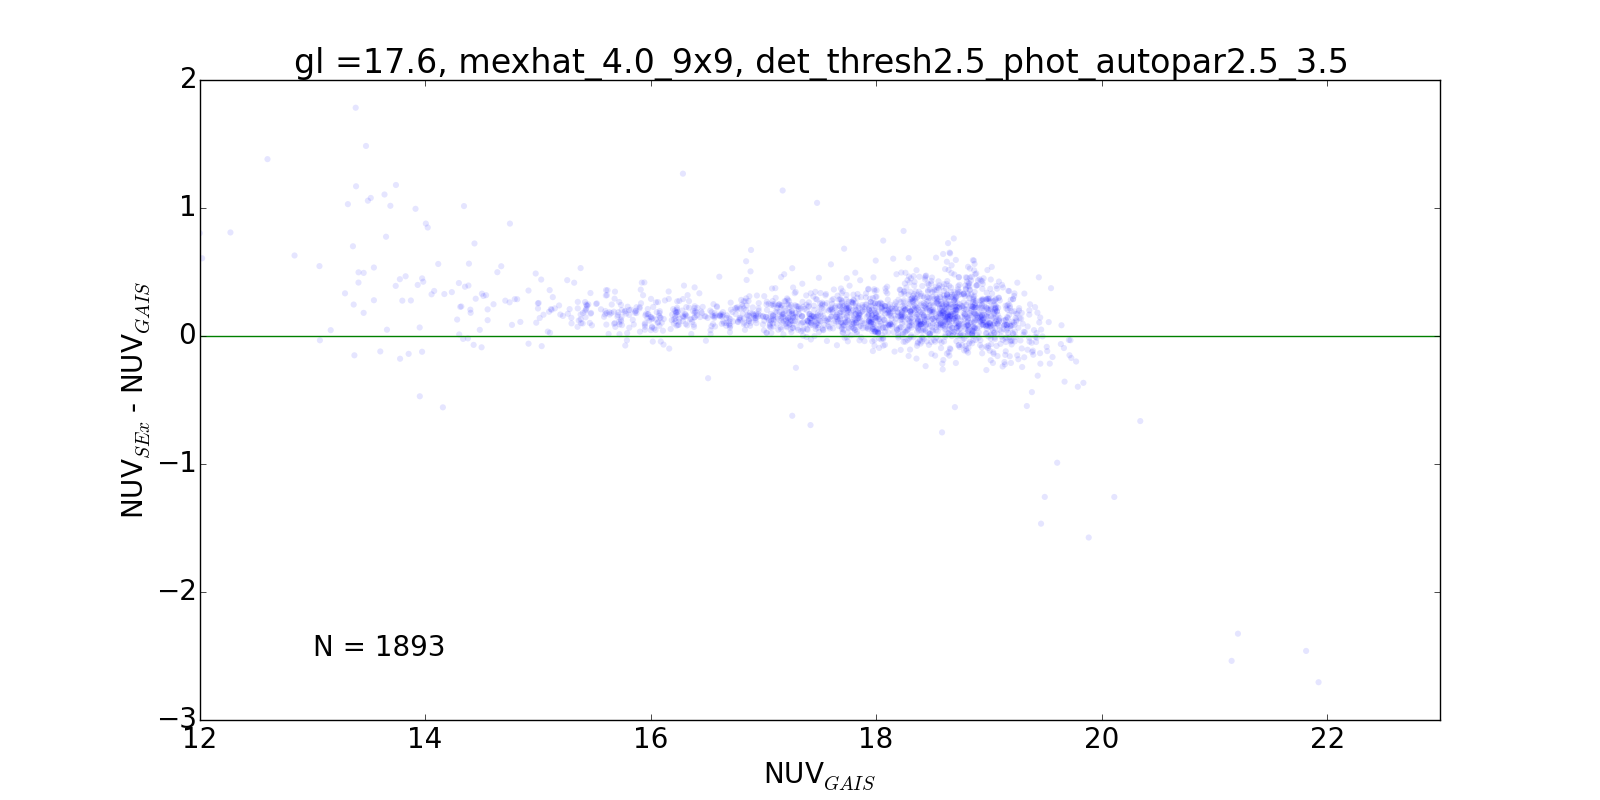 gl =17.6, mexhat_4.0_9x9, det_thresh2.5_phot_autopar2.5_3.5
2
1
0
−1
−2
−3
NUV_SEx - NUV_GAIS
N = 1893
12 14 16 18 20 22
NUV_GAIS